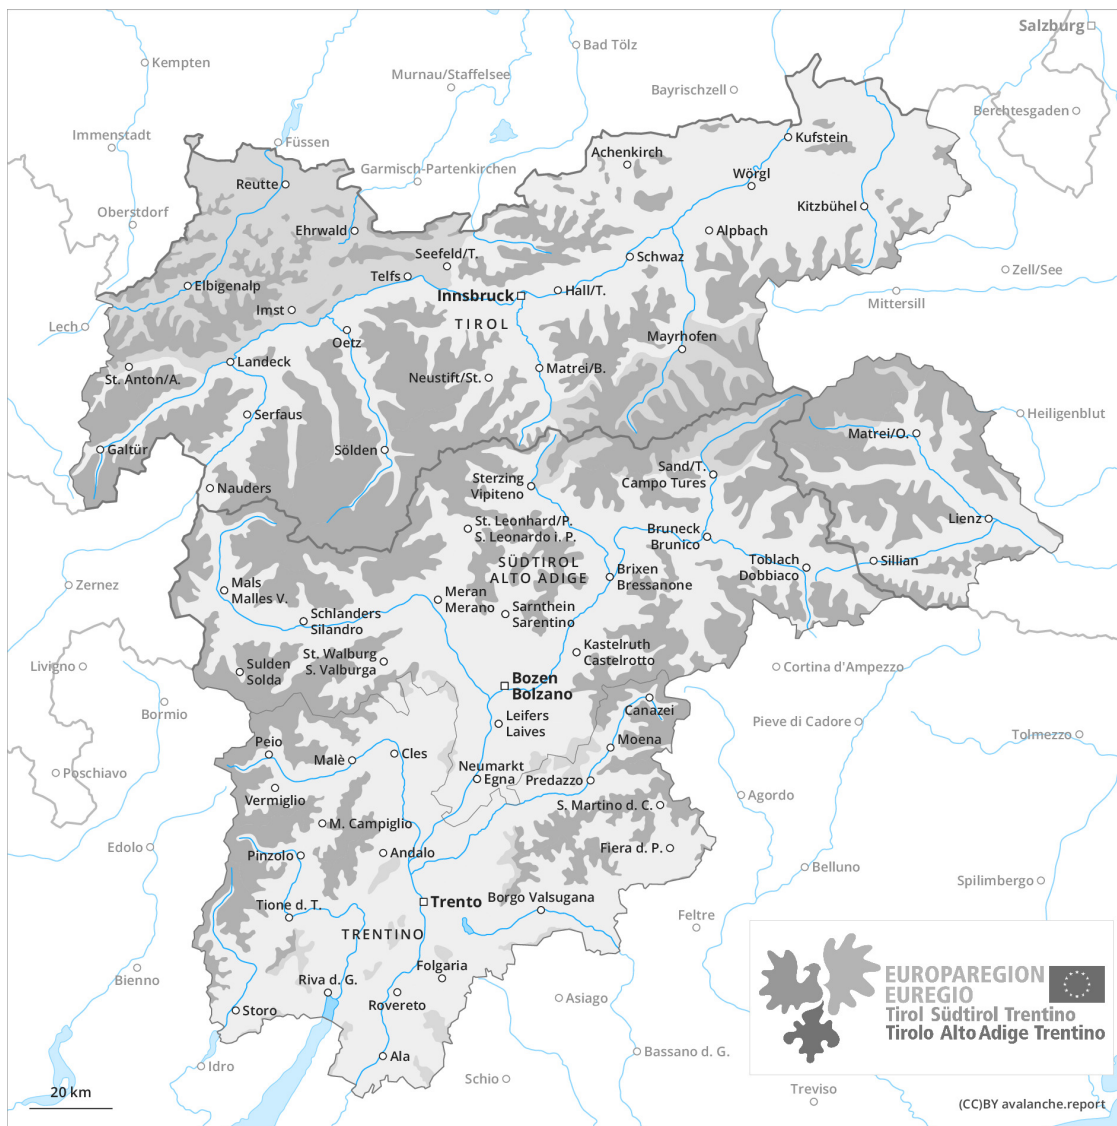 Salzburg
Bad Tölz
Kempten
Murnau/Staffelsee
Bayrischzell
Berchtesgaden
Immenstadt
Füssen
Kufstein
Achenkirch
Garmisch-Partenkirchen
Wörgl
Reutte
Oberstdorf
Kitzbühel
Ehrwald
Alpbach
Seefeld/T.
Schwaz
Zell/See
Telfs
Elbigenalp
Innsbruck
Hall/T.
Mittersill
Imst
TIROL
Lech
Oetz
Mayrhofen
Landeck
Matrei/B.
St. Anton/A.
Neustift/St.
Serfaus
Heiligenblut
Matrei/O.
Galtür
Sölden
Sand/T.
Campo Tures
Sterzing
Vipiteno
Nauders
Lienz
St. Leonhard/P.
S. Leonardo i. P.
Bruneck
Brunico
SÜDTIROL
ALTO ADIGE
Toblach
Dobbiaco
Sillian
Brixen
Bressanone
Zernez
Mals
Malles V.
Meran
Merano
Sarnthein
Sarentino
Schlanders
Silandro
Kastelruth
Castelrotto
St. Walburg
S. Valburga
Livigno
Sulden
Solda
Cortina d'Ampezzo
Bozen
Bolzano
Bormio
Canazei
Leifers
Laives
Pieve di Cadore
Tolmezzo
Peio
Moena
Cles
Malè
Poschiavo
Neumarkt
Egna
Predazzo
Vermiglio
Agordo
S. Martino d. C.
M. Campiglio
Edolo
Fiera d. P.
Andalo
Pinzolo
Belluno
Spilimbergo
Borgo Valsugana
Trento
Tione d. T.
Feltre
TRENTINO
Folgaria
Bienno
Riva d. G.
Rovereto
Asiago
Storo
EUROPAREGION
EUREGIO
Tirol Südtirol Trentino
Tirolo Alto Adige Trentino
Ala
Bassano d. G.
Idro
Schio
Treviso
20 km
(CC)BY avalanche.report